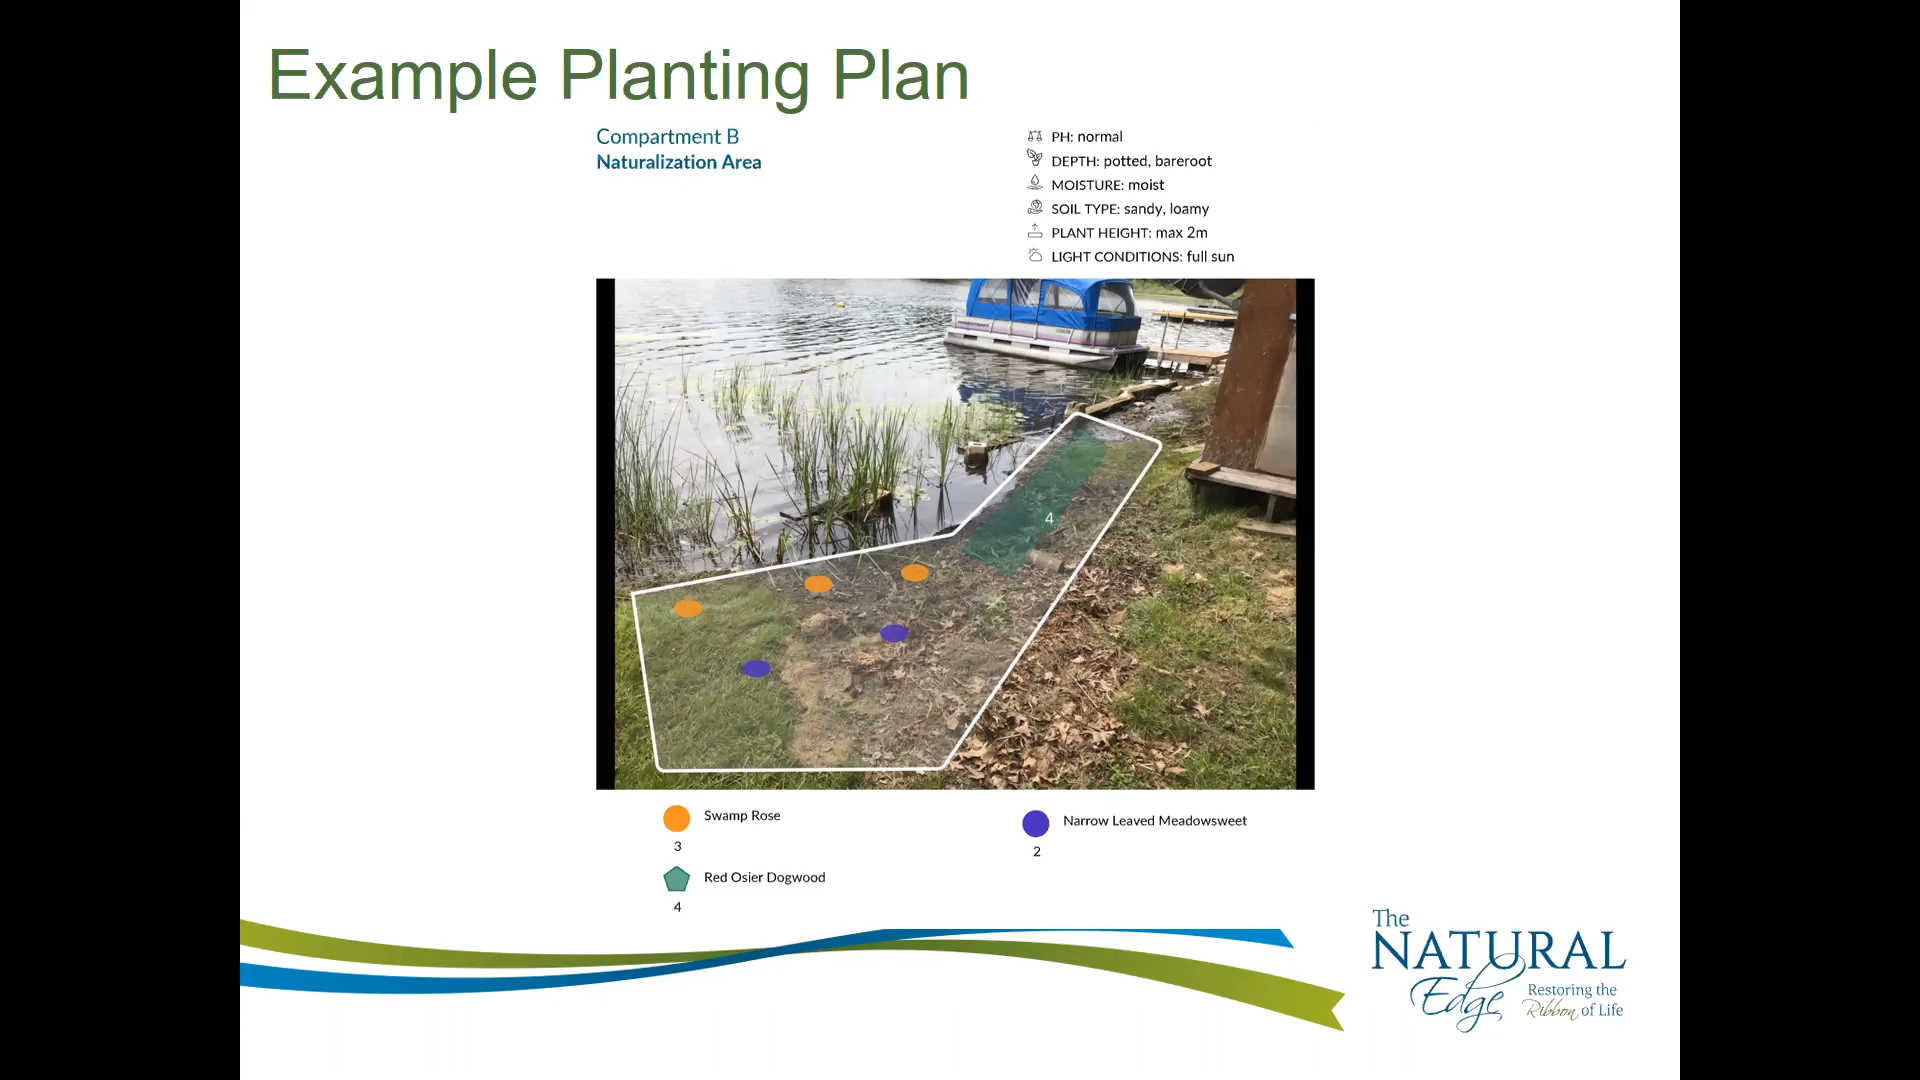 Example Planting Plan
Compartment B
Naturalization Area
PH: normal
DEPTH: potted, bareroot
MOISTURE: moist
SOIL TYPE: sandy, loamy
PLANT HEIGHT: max 2m
LIGHT CONDITIONS: full sun
4
Swamp Rose
3
Narrow Leaved Meadowsweet
2
Red Osier Dogwood
4
The
NATURAL
Edge
Restoring the
Ribbon of Life